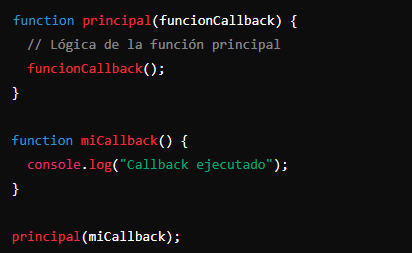 function principal(funcionCallback) {
  // Lógica de la función principal
  funcionCallback();
}

function miCallback() {
  console.log("Callback ejecutado");
}

principal(miCallback);